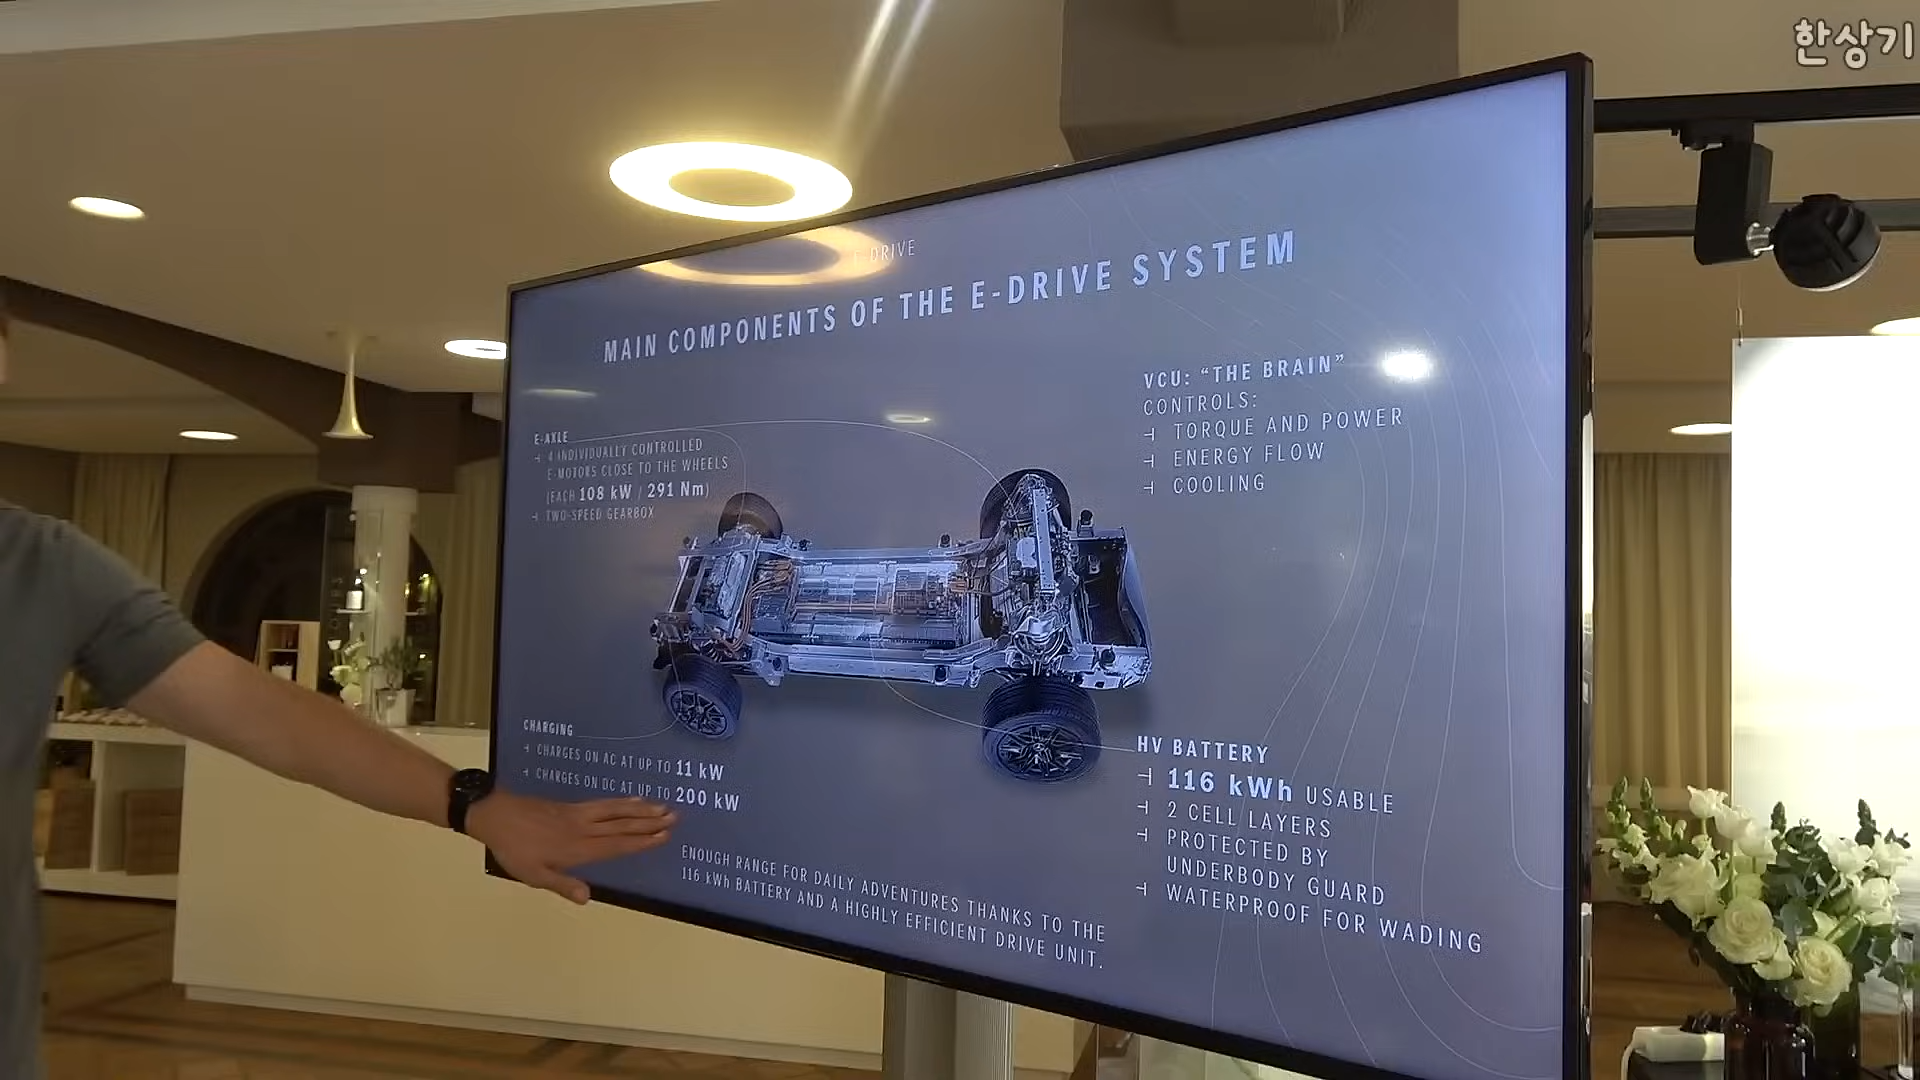 한상기
DRIVE
MAIN COMPONENTS OF THE E-DRIVE SYSTEM
E-AXLE
4 INDIVIDUALLY CONTROLLED
E-MOTORS CLOSE TO THE WHEELS
(EACH 108 kW / 291 Nm)
TWO-SPEED GEARBOX
VCU: “THE BRAIN”
CONTROLS:
TORQUE AND POWER
ENERGY FLOW
COOLING
CHARGING
CHARGES ON AC AT UP TO 11 kW
CHARGES ON DC AT UP TO 200 kW
HV BATTERY
116 kWh USABLE
2 CELL LAYERS
PROTECTED BY
UNDERBODY GUARD
WATERPROOF FOR WADING
ENOUGH RANGE FOR DAILY ADVENTURES THANKS TO THE
116 kWh BATTERY AND A HIGHLY EFFICIENT DRIVE UNIT.